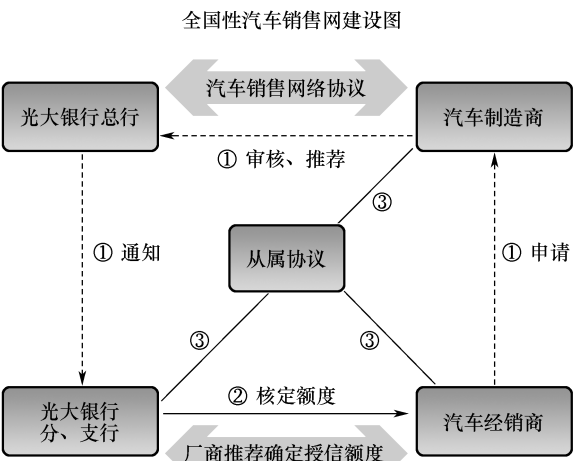 全国性汽车销售网建设图
汽车销售网络协议
光大银行总行
汽车制造商
① 审核、推荐
③
① 通知
从属协议
① 申请
③
③
② 核定额度
光大银行
分、支行
汽车经销商
厂商推荐确定授信额度